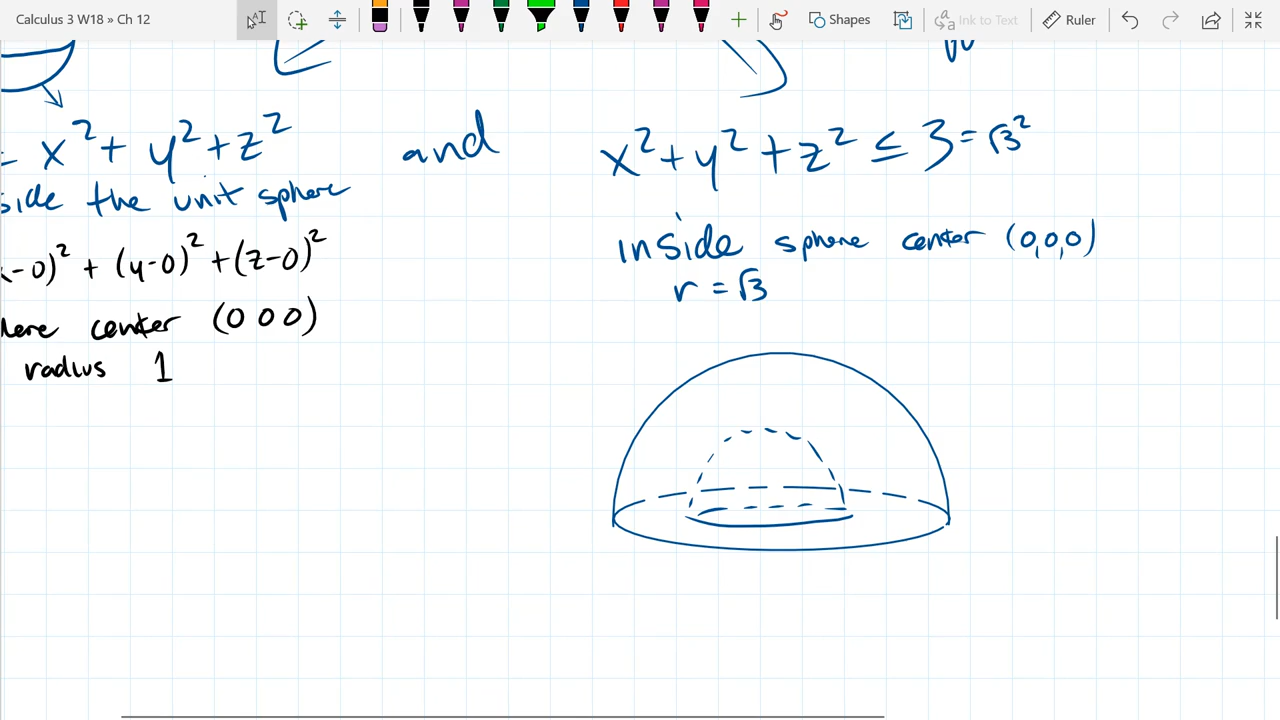 Calculus 3 W18 » Ch 12
Shapes
Ink to Text
Ruler
x² + y² + z² and x² + y² + z² ≤ 3 = √3²
side the unit sphere
inside sphere center (0,0,0)
r = √3
-0)² + (y-0)² + (z-0)²
here center (0 0 0)
radius 1